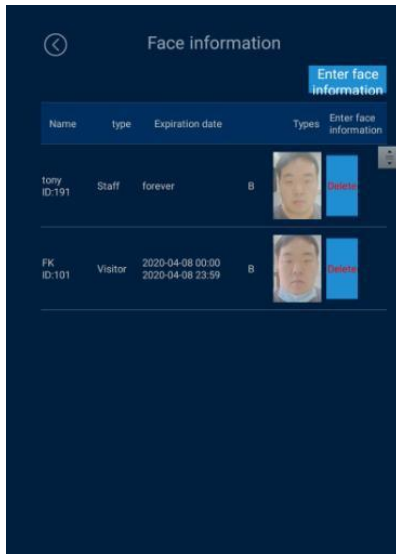 Face information
Enter face
information
Name type Expiration date Types Enter face
information
tony
ID:191 Staff forever B Delete
FK
ID:101 Visitor 2020-04-08 00:00
2020-04-08 23:59 B Delete